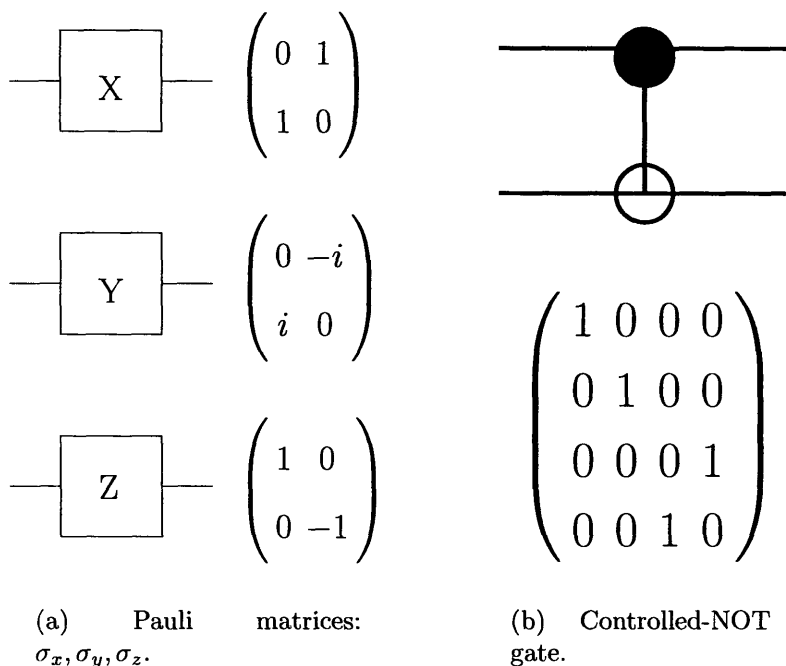 X
0 1
1 0
Y
0 −i
i 0
Z
1 0
0 −1
(a) Pauli matrices:
σx, σy, σz.
1 0 0 0
0 1 0 0
0 0 0 1
0 0 1 0
(b) Controlled-NOT
gate.